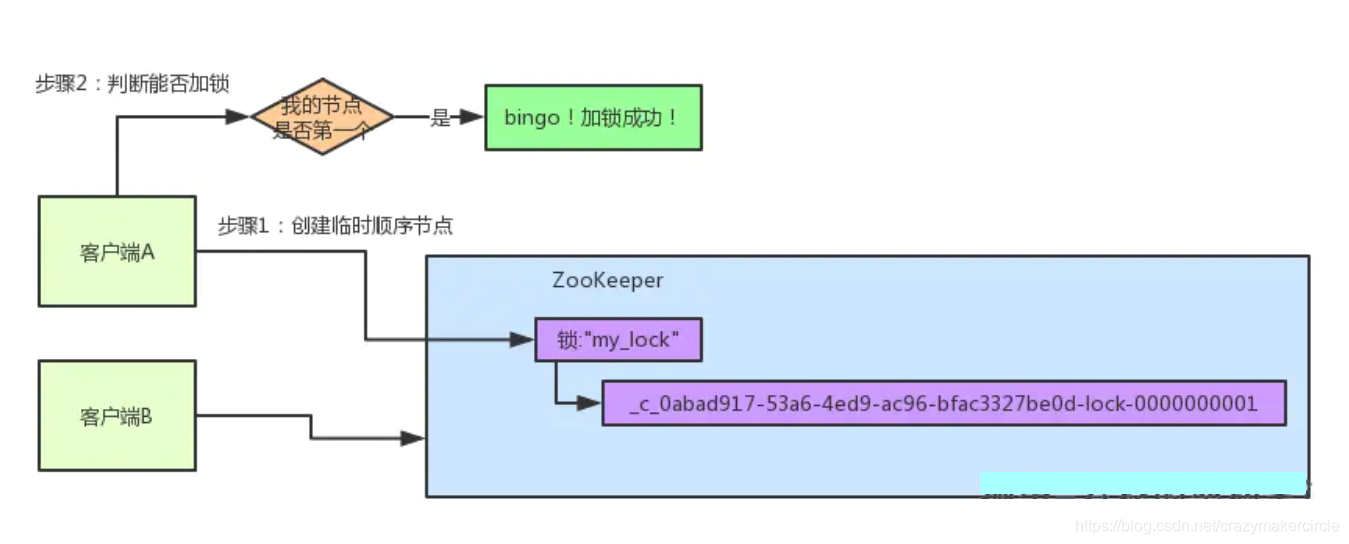 步骤2：判断能否加锁
我的节点
是否第一个
是
bingo！加锁成功！
步骤1：创建临时顺序节点
客户端A
ZooKeeper
锁:"my_lock"
_c_0abad917-53a6-4ed9-ac96-bfac3327be0d-lock-0000000001
客户端B
https://blog.csdn.net/crazymakercircle